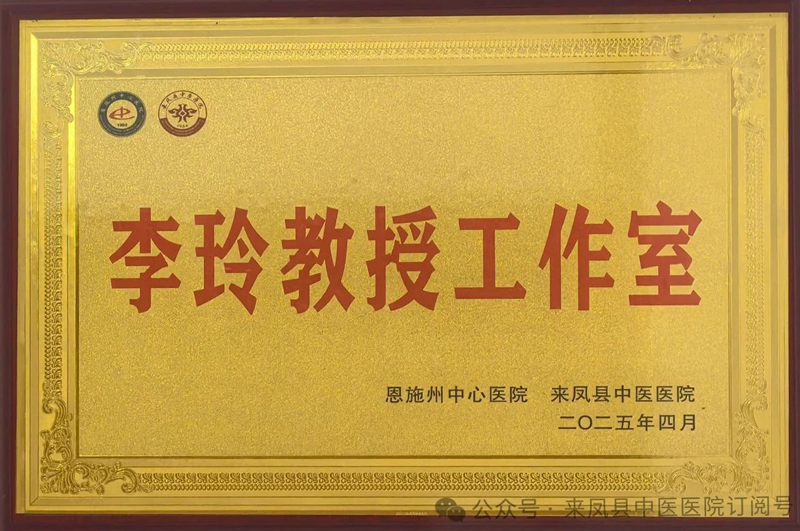 李玲教授工作室
恩施州中心医院 来凤县中医医院
二〇二五年四月
公众号·来凤县中医医院订阅号